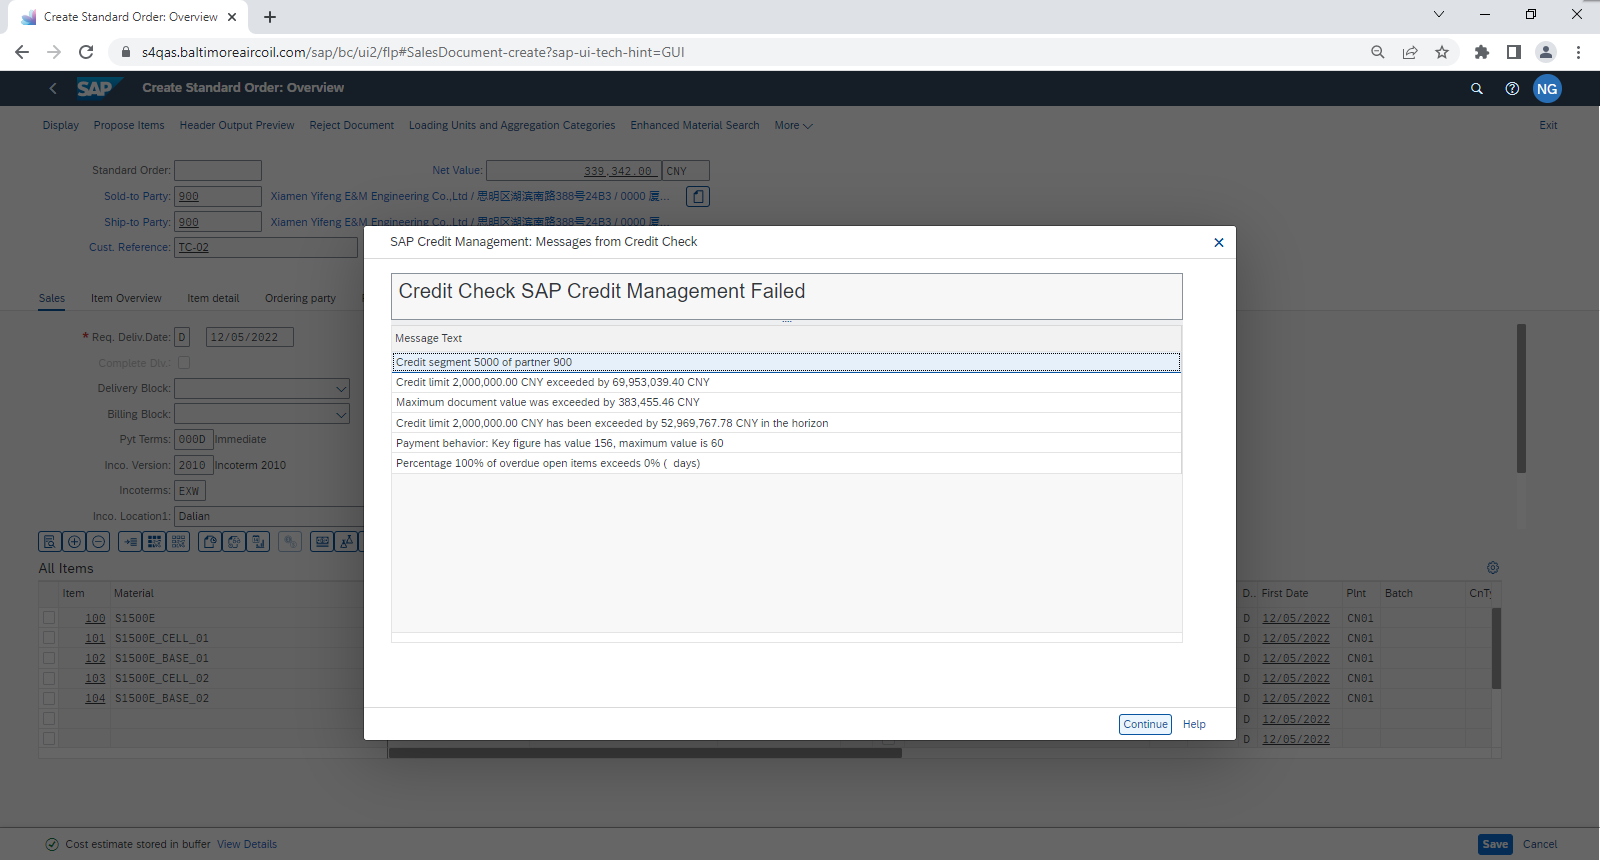 Create Standard Order: Overview
s4qas.baltimoreaircoil.com/sap/bc/ui2/flp#SalesDocument-create?sap-ui-tech-hint=GUI
SAP Create Standard Order: Overview NG
Display Propose Items Header Output Preview Reject Document Loading Units and Aggregation Categories Enhanced Material Search More Exit
Standard Order: Net Value: 339,342.00 CNY
Sold-to Party: 900 Xiamen Yifeng E&M Engineering Co.,Ltd / 思明区湖滨南路388号24B3 / 0000 厦...
Ship-to Party: 900 Xiamen Yifeng E&M Engineering Co.,Ltd / 思明区湖滨南路388号24B3 / 0000 厦...
Cust. Reference: TC-02
SAP Credit Management: Messages from Credit Check
Credit Check SAP Credit Management Failed
Message Text
Credit segment 5000 of partner 900
Credit limit 2,000,000.00 CNY exceeded by 69,953,039.40 CNY
Maximum document value was exceeded by 383,455.46 CNY
Credit limit 2,000,000.00 CNY has been exceeded by 52,969,767.78 CNY in the horizon
Payment behavior: Key figure has value 156, maximum value is 60
Percentage 100% of overdue open items exceeds 0% ( days)
Continue Help
Sales Item Overview Item detail Ordering party
* Req. Deliv.Date: D 12/05/2022
Complete Dlv.:
Delivery Block:
Billing Block:
Pyt Terms: 000D Immediate
Inco. Version: 2010 Incoterm 2010
Incoterms: EXW
Inco. Location1: Dalian
All Items
Item Material D.. First Date Plnt Batch CnTy
100 S1500E D 12/05/2022 CN01
101 S1500E_CELL_01 D 12/05/2022 CN01
102 S1500E_BASE_01 D 12/05/2022 CN01
103 S1500E_CELL_02 D 12/05/2022 CN01
104 S1500E_BASE_02 D 12/05/2022 CN01
D 12/05/2022
D 12/05/2022
Cost estimate stored in buffer View Details Save Cancel